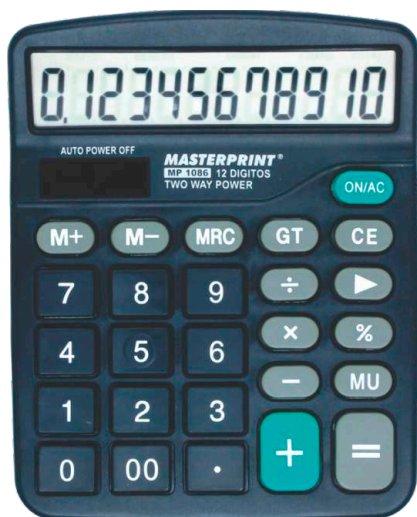 0.12345678910
AUTO POWER OFF
MASTERPRINT®
MP 1086 12 DIGITOS
TWO WAY POWER
ON/AC
M+ M− MRC GT CE
7 8 9 ÷ ▶
4 5 6 × %
1 2 3 − MU
0 00 . + =